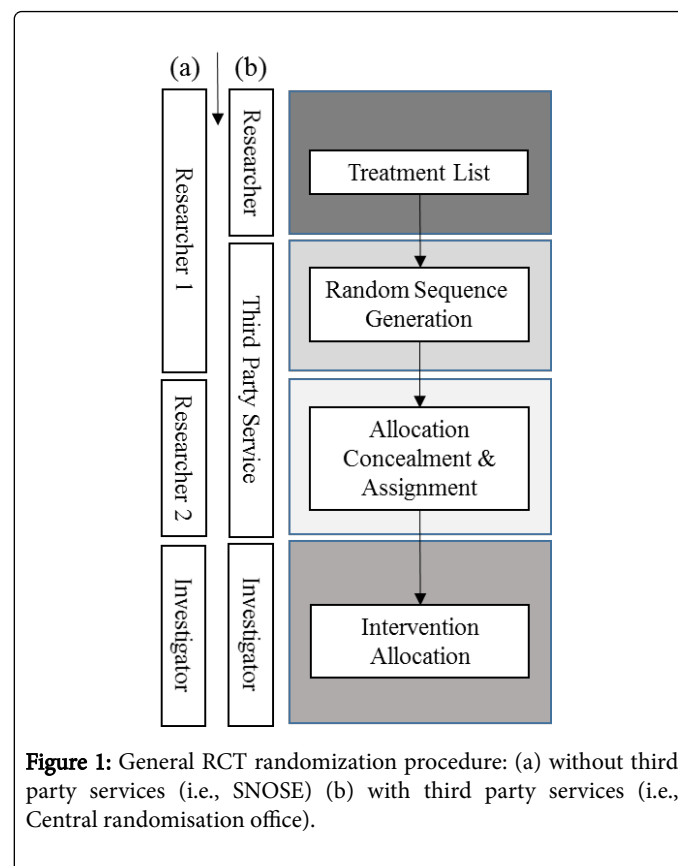 (a) (b)
Researcher 1
Researcher 2
Investigator
Researcher
Third Party Service
Investigator
Treatment List
Random Sequence
Generation
Allocation
Concealment &
Assignment
Intervention
Allocation
Figure 1: General RCT randomization procedure: (a) without third
party services (i.e., SNOSE) (b) with third party services (i.e.,
Central randomisation office).